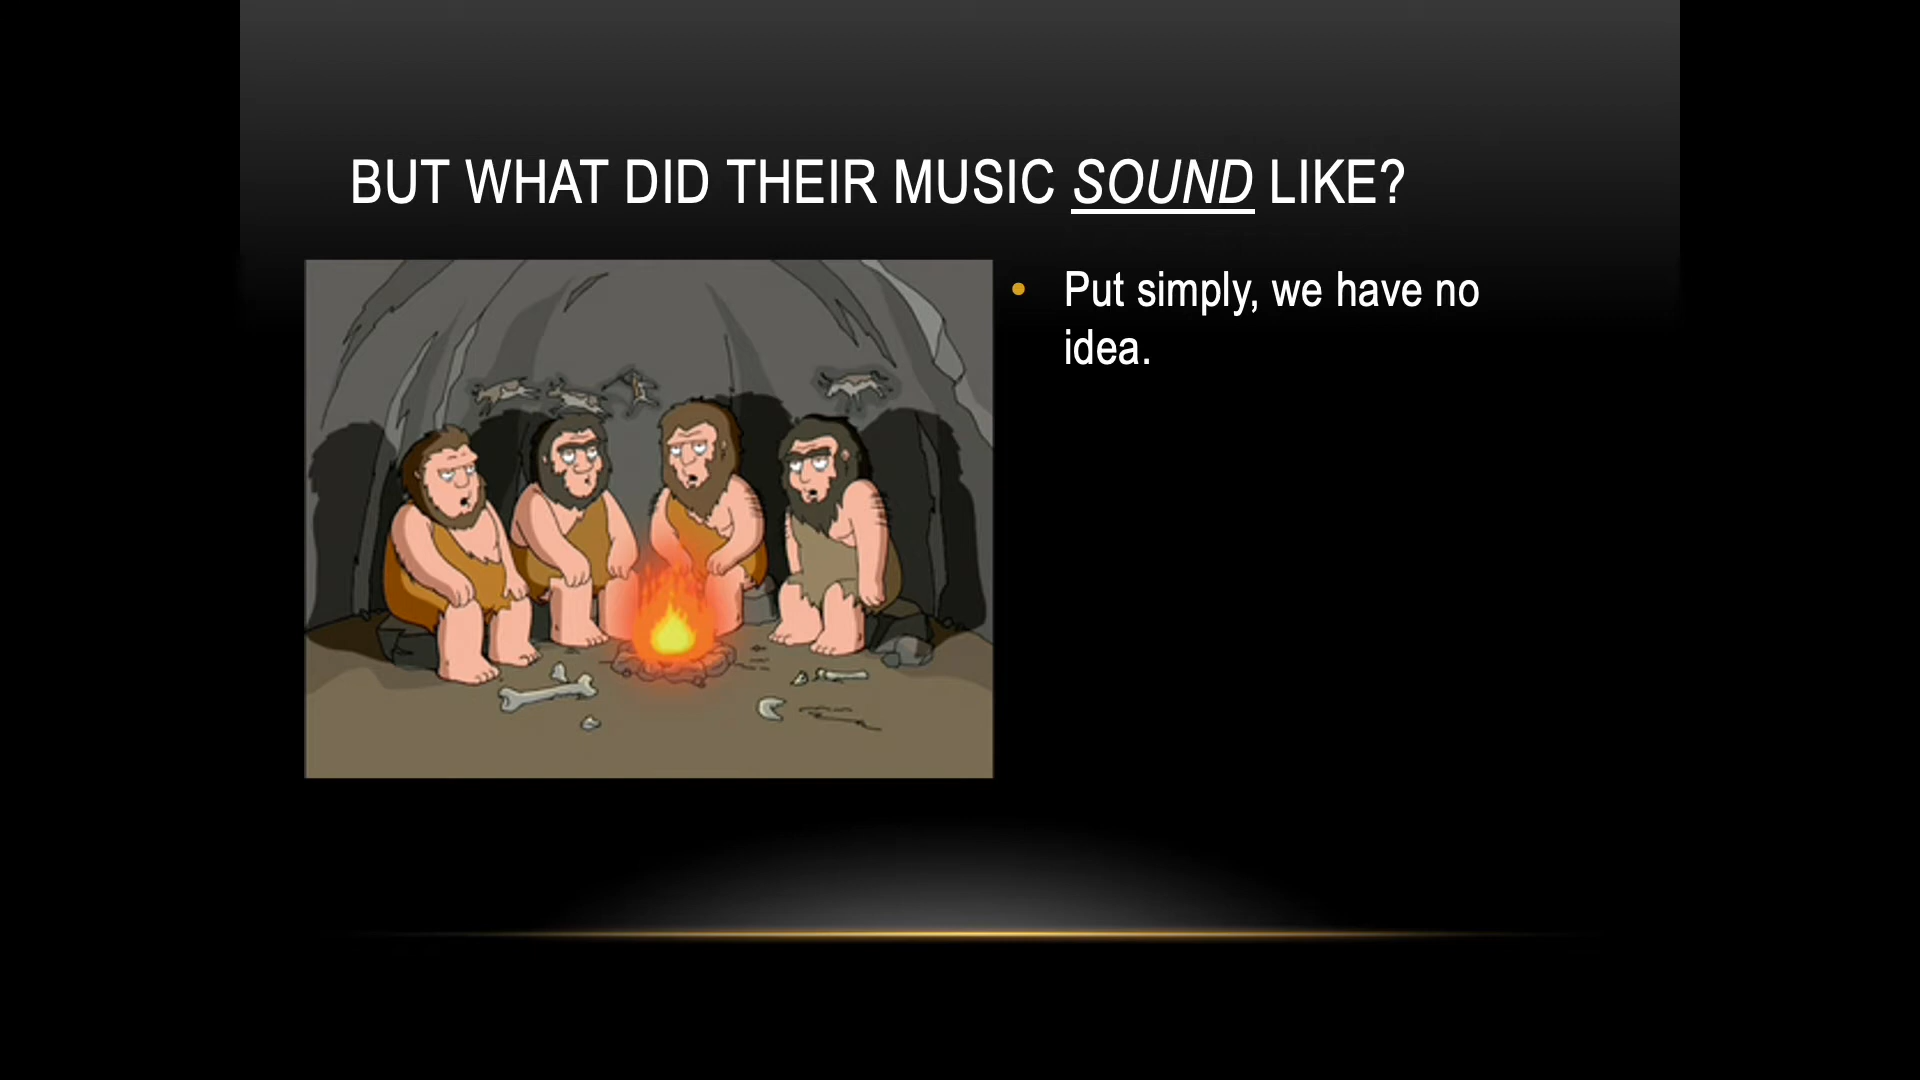 BUT WHAT DID THEIR MUSIC SOUND LIKE?
• Put simply, we have no
idea.